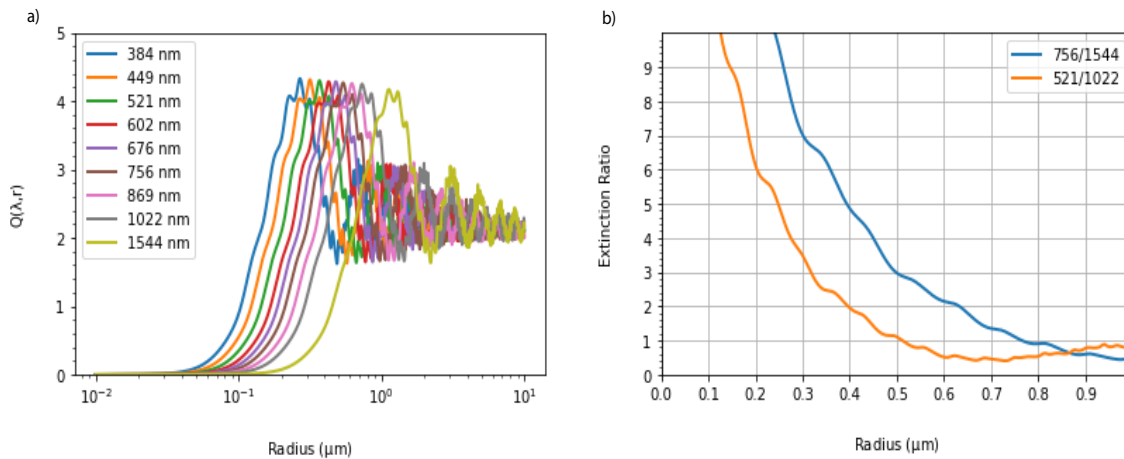 a)
5
4
3
2
1
0
Q(λ,r)
384 nm
449 nm
521 nm
602 nm
676 nm
756 nm
869 nm
1022 nm
1544 nm
10⁻² 10⁻¹ 10⁰ 10¹
Radius (μm)
b)
9
8
7
6
5
4
3
2
1
0
Extinction Ratio
756/1544
521/1022
0.0 0.1 0.2 0.3 0.4 0.5 0.6 0.7 0.8 0.9
Radius (μm)